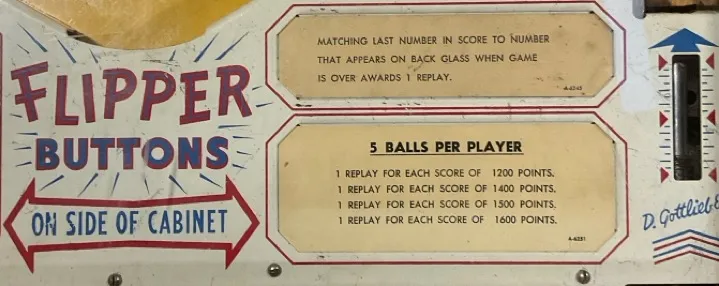 FLIPPER
BUTTONS
ON SIDE OF CABINET
MATCHING LAST NUMBER IN SCORE TO NUMBER
THAT APPEARS ON BACK GLASS WHEN GAME
IS OVER AWARDS 1 REPLAY.
5 BALLS PER PLAYER
1 REPLAY FOR EACH SCORE OF 1200 POINTS.
1 REPLAY FOR EACH SCORE OF 1400 POINTS.
1 REPLAY FOR EACH SCORE OF 1500 POINTS.
1 REPLAY FOR EACH SCORE OF 1600 POINTS.
A-6231
D. Gottlieb